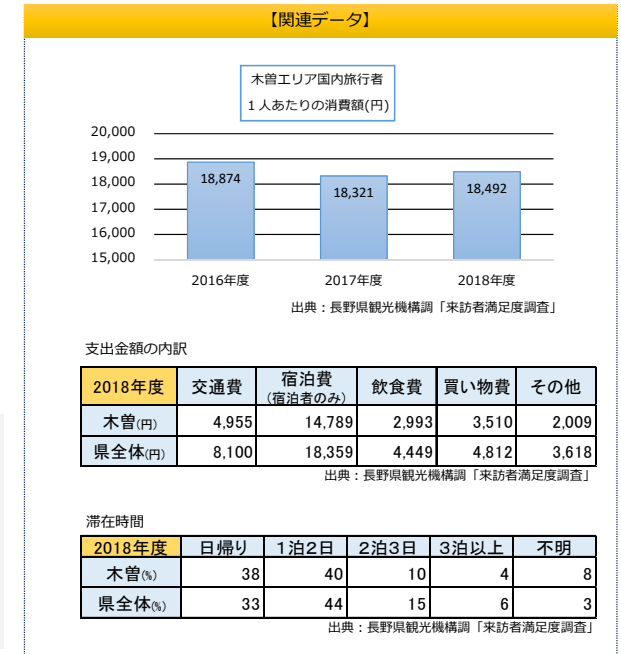 【関連データ】
木曽エリア国内旅行者
1人あたりの消費額(円)
20,000
19,000
18,000
17,000
16,000
15,000
18,874
18,321
18,492
2016年度 2017年度 2018年度
出典：長野県観光機構調「来訪者満足度調査」
支出金額の内訳
2018年度 交通費 宿泊費(宿泊者のみ) 飲食費 買い物費 その他
木曽(円) 4,955 14,789 2,993 3,510 2,009
県全体(円) 8,100 18,359 4,449 4,812 3,618
出典：長野県観光機構調「来訪者満足度調査」
滞在時間
2018年度 日帰り 1泊2日 2泊3日 3泊以上 不明
木曽(%) 38 40 10 4 8
県全体(%) 33 44 15 6 3
出典：長野県観光機構調「来訪者満足度調査」